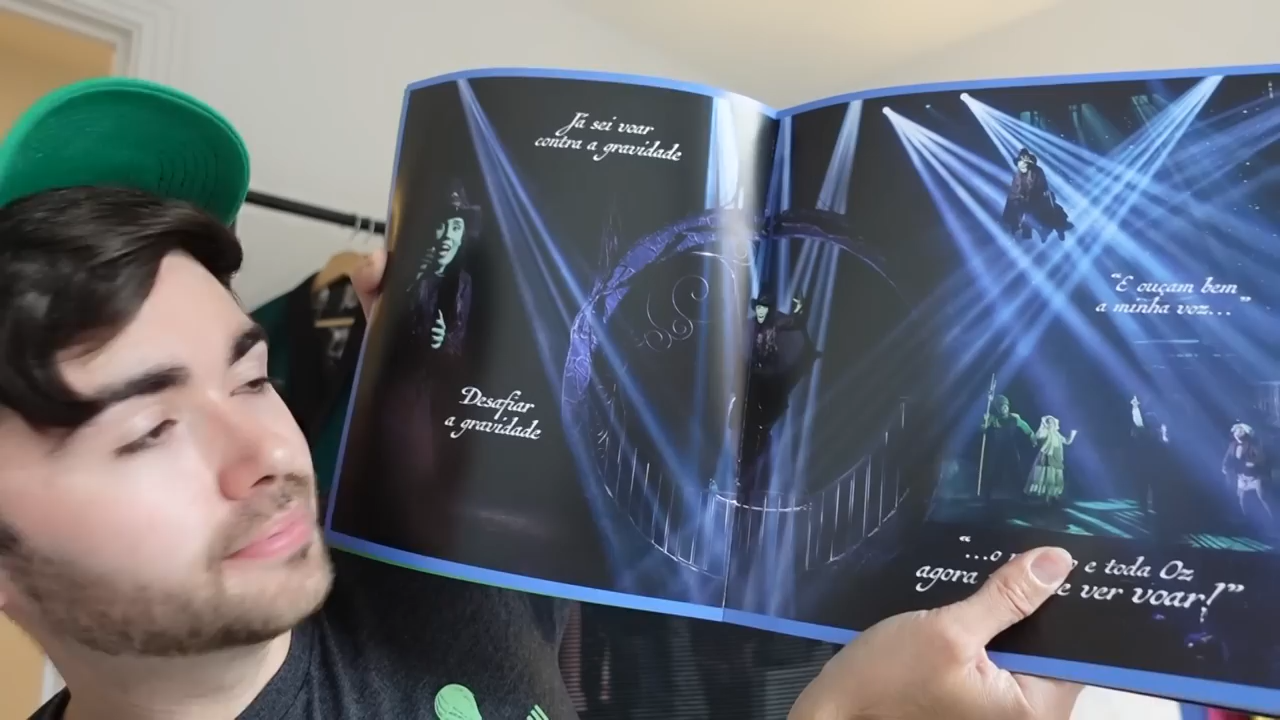 Já sei voar
contra a gravidade
Desafiar
a gravidade
"E ouçam bem
a minha voz..."
"...o e toda Oz
agora e ver voar!"